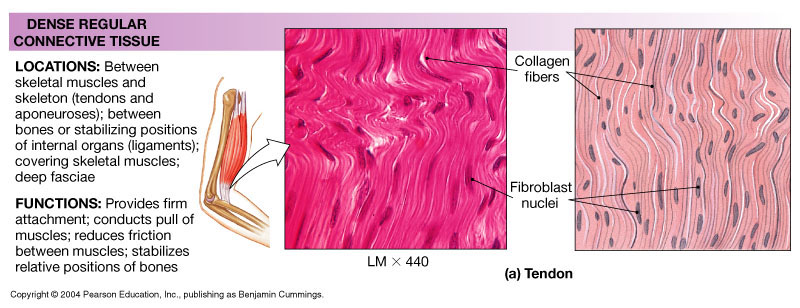 DENSE REGULAR
CONNECTIVE TISSUE
LOCATIONS: Between
skeletal muscles and
skeleton (tendons and
aponeuroses); between
bones or stabilizing positions
of internal organs (ligaments);
covering skeletal muscles;
deep fasciae
FUNCTIONS: Provides firm
attachment; conducts pull of
muscles; reduces friction
between muscles; stabilizes
relative positions of bones
Collagen
fibers
Fibroblast
nuclei
LM × 440
(a) Tendon
Copyright © 2004 Pearson Education, Inc., publishing as Benjamin Cummings.